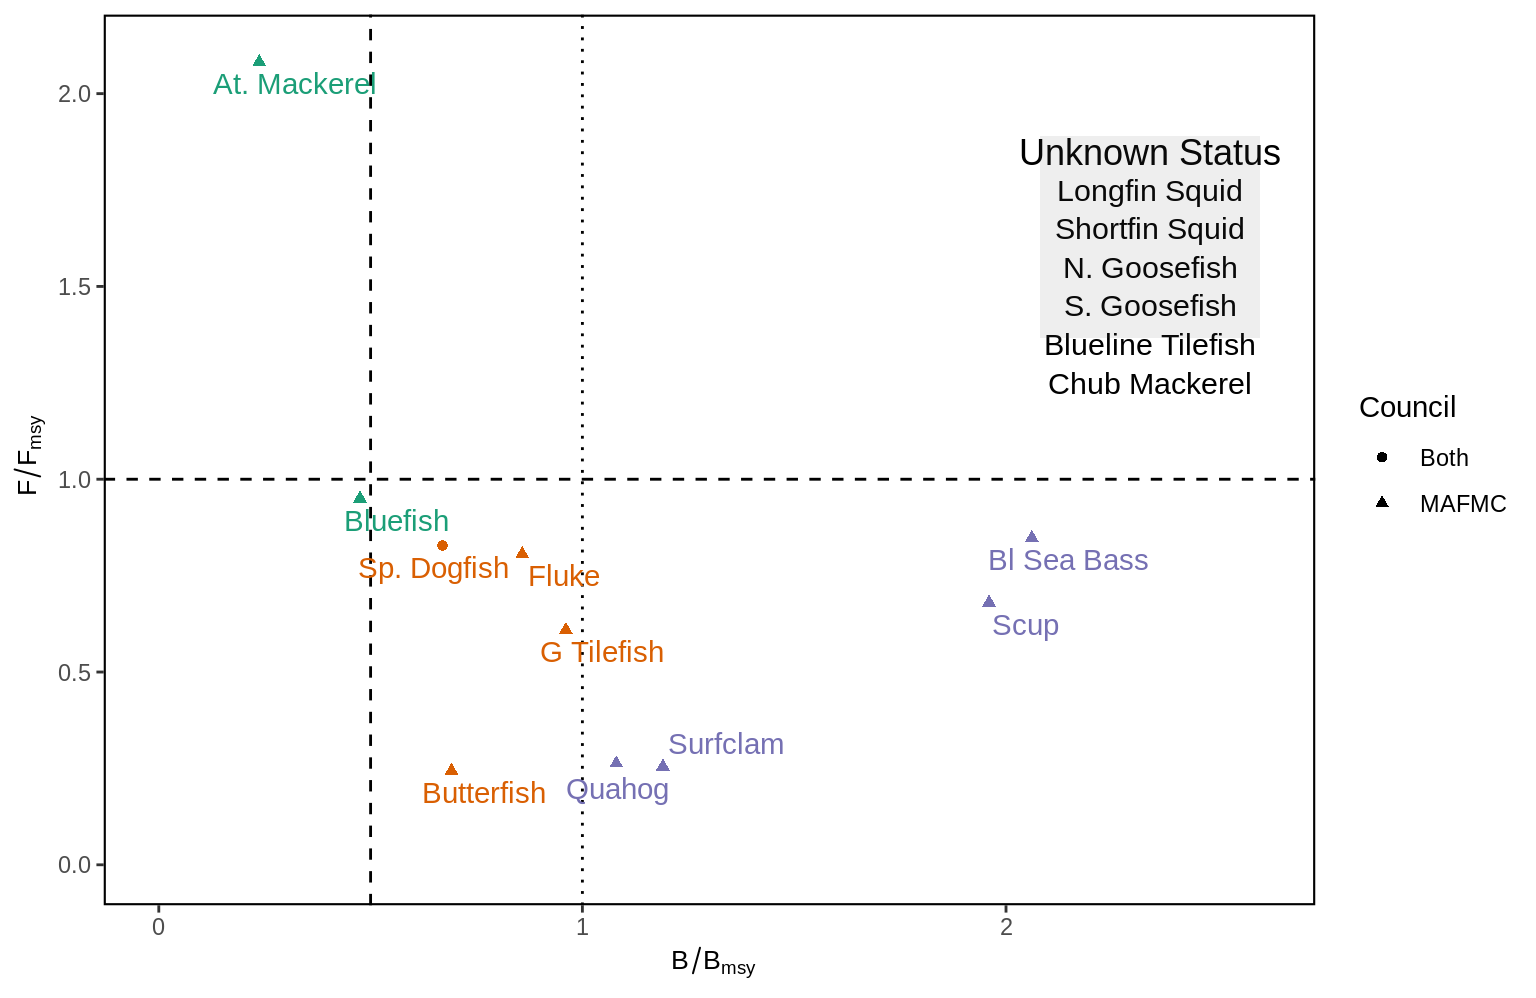 At. Mackerel
2.0
Unknown Status
Longfin Squid
Shortfin Squid
N. Goosefish
S. Goosefish
Blueline Tilefish
Chub Mackerel
1.5
F/Fmsy
1.0
Bluefish
Sp. Dogfish
Fluke
Bl Sea Bass
Scup
G Tilefish
0.5
Surfclam
Quahog
Butterfish
0.0
0
1
2
B/Bmsy
Council
Both
MAFMC